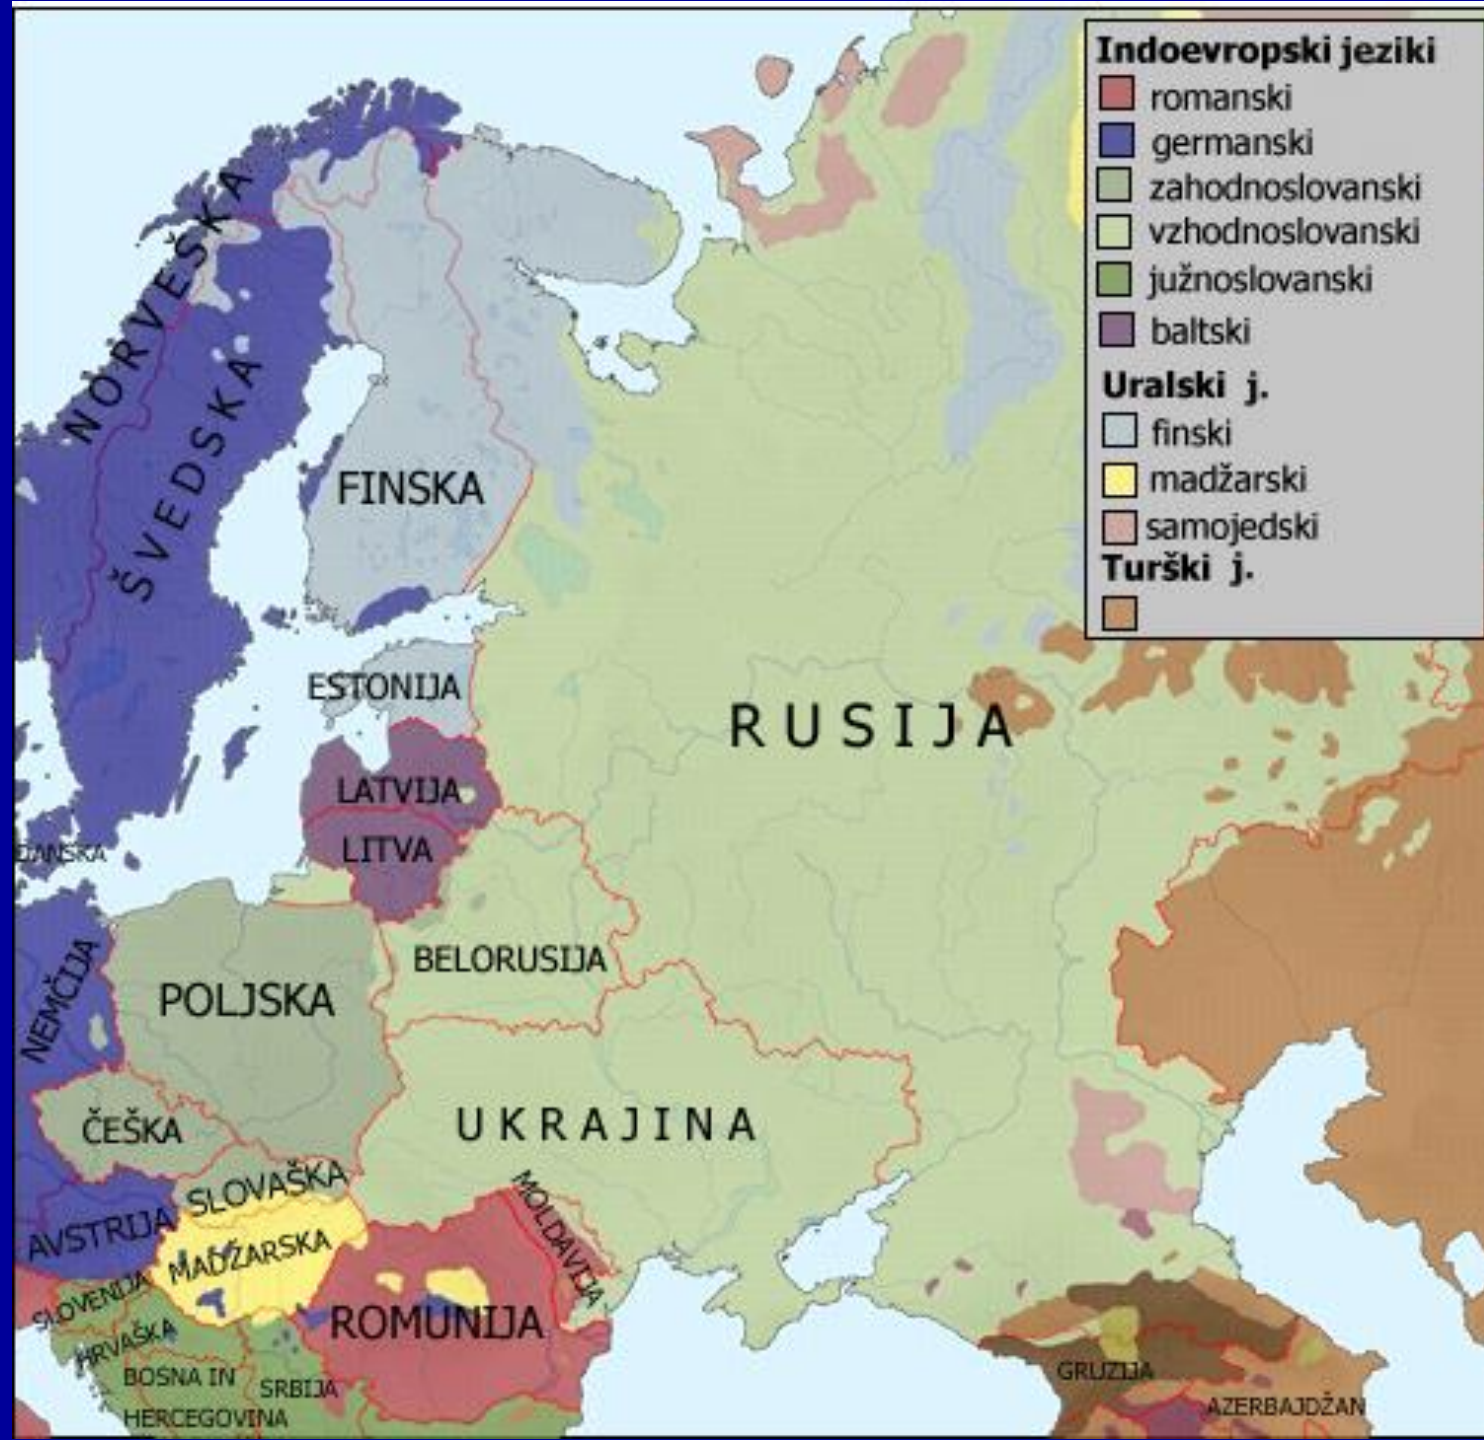 Indoevropski jeziki
romanski
germanski
zahodnoslovanski
vzhodnoslovanski
južnoslovanski
baltski
Uralski j.
finski
madžarski
samojedski
Turški j.
NORVEŠKA
ŠVEDSKA
FINSKA
ESTONIJA
RUSIJA
LATVIJA
LITVA
DANSKA
BELORUSIJA
NEMČIJA
POLJSKA
UKRAJINA
ČEŠKA
SLOVAŠKA
MOLDAVIJA
AVSTRIJA
MADŽARSKA
SLOVENIJA
ROMUNIJA
HRVAŠKA
BOSNA IN
HERCEGOVINA
SRBIJA
GRUZIJA
AZERBAJDŽAN